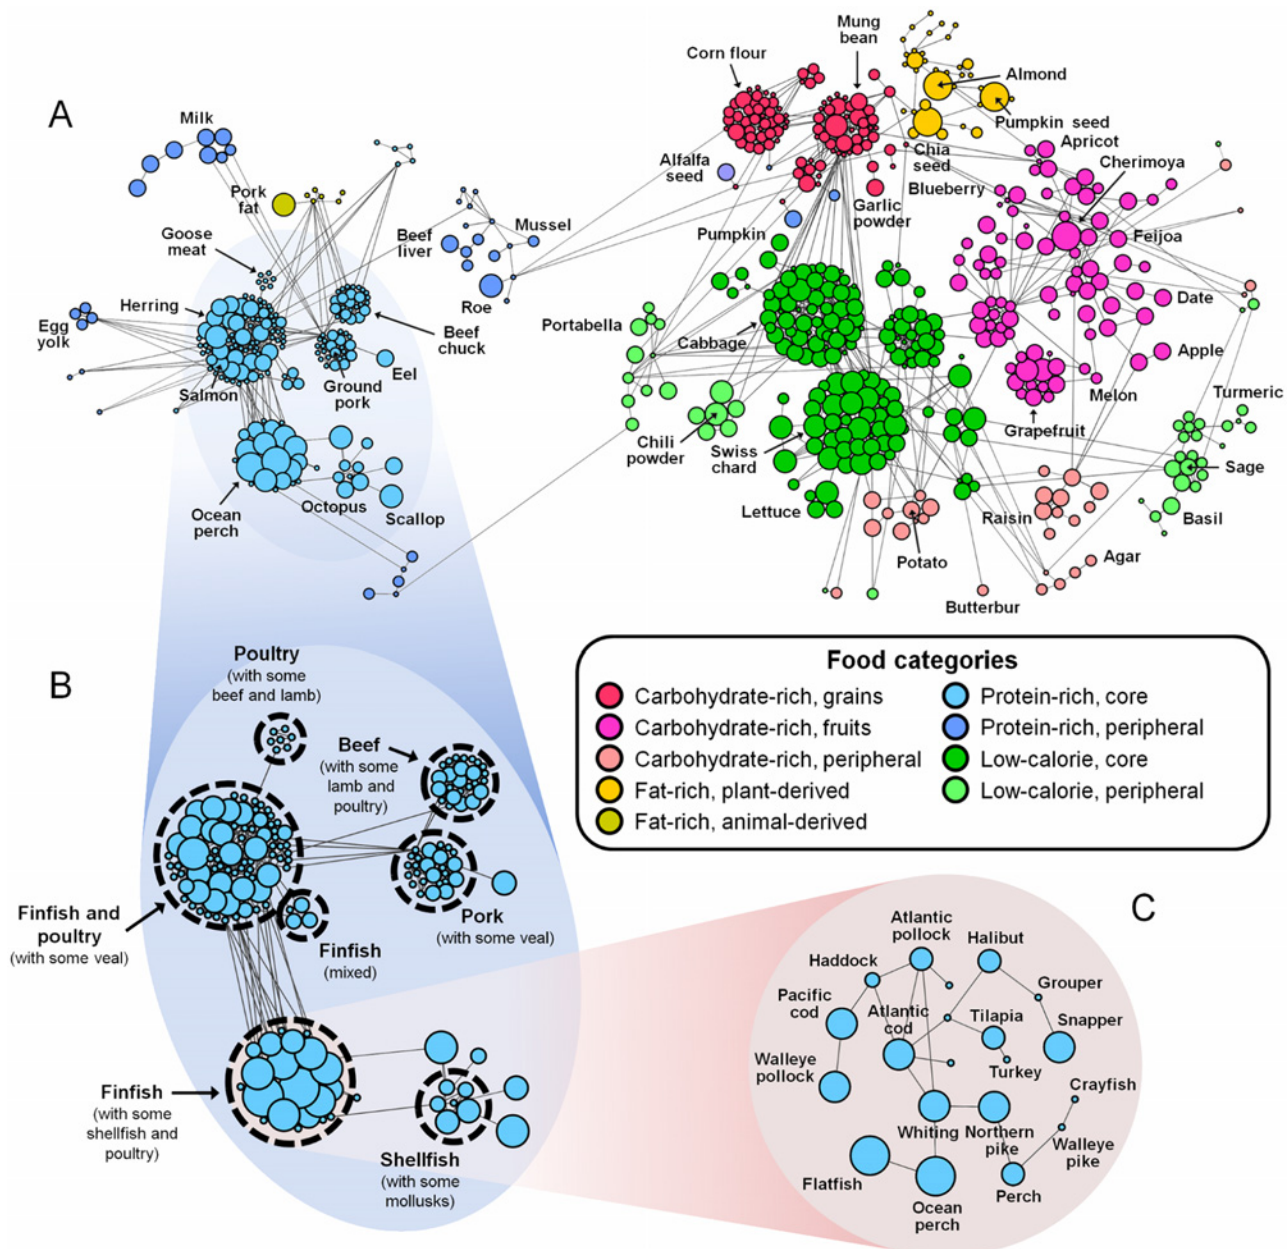 A
Milk
Pork
fat
Goose
meat
Herring
Egg
yolk
Salmon
Ocean
perch
Octopus
Scallop
Eel
Ground
pork
Beef
chuck
Beef
liver
Mussel
Roe
Corn flour
Mung
bean
Alfalfa
seed
Garlic
powder
Chia
seed
Almond
Pumpkin seed
Apricot
Cherimoya
Blueberry
Feijoa
Date
Apple
Melon
Grapefruit
Pumpkin
Portabella
Cabbage
Chili
powder
Swiss
chard
Lettuce
Potato
Raisin
Butterbur
Agar
Turmeric
Sage
Basil
Food categories
Carbohydrate-rich, grains
Carbohydrate-rich, fruits
Carbohydrate-rich, peripheral
Fat-rich, plant-derived
Fat-rich, animal-derived
Protein-rich, core
Protein-rich, peripheral
Low-calorie, core
Low-calorie, peripheral
B
Poultry
(with some
beef and lamb)
Beef
(with some
lamb and
poultry)
Finfish and
poultry
(with some veal)
Finfish
(mixed)
Pork
(with some veal)
Finfish
(with some
shellfish and
poultry)
Shellfish
(with some
mollusks)
C
Atlantic
pollock
Halibut
Haddock
Grouper
Pacific
cod
Atlantic
cod
Tilapia
Snapper
Walleye
pollock
Turkey
Crayfish
Whiting
Northern
pike
Walleye
pike
Flatfish
Ocean
perch
Perch